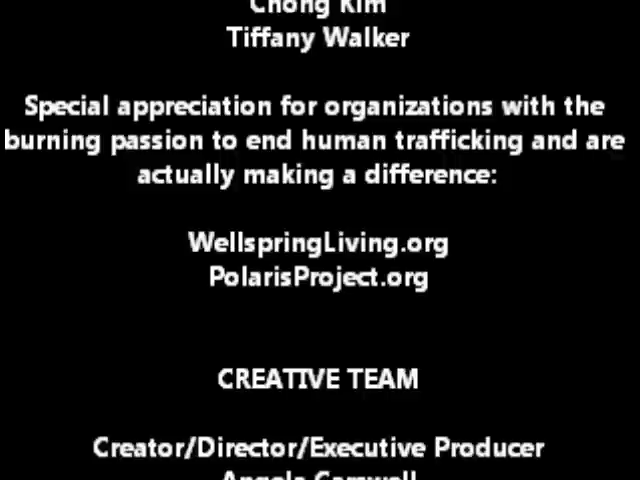 Chong Kim
Tiffany Walker
Special appreciation for organizations with the
burning passion to end human trafficking and are
actually making a difference:
WellspringLiving.org
PolarisProject.org
CREATIVE TEAM
Creator/Director/Executive Producer
Angela Carswell